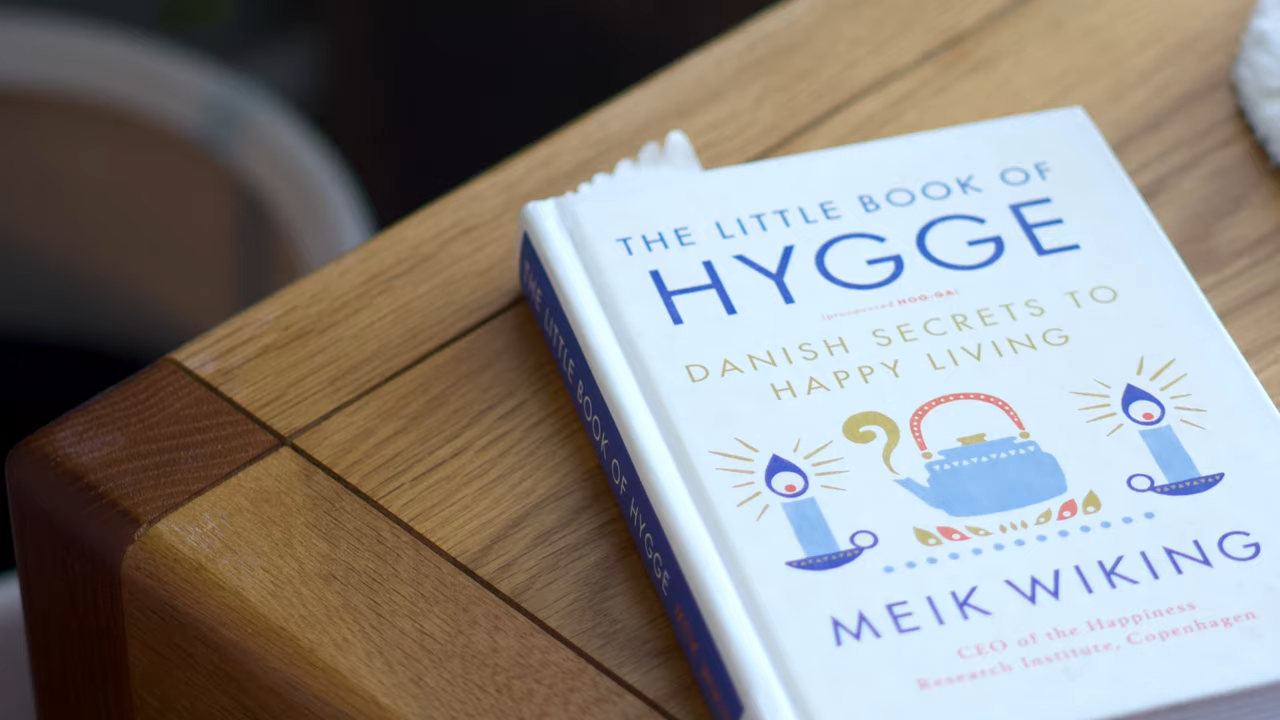 THE LITTLE BOOK OF
HYGGE
(pronounced HOO-GA)
DANISH SECRETS TO
HAPPY LIVING
MEIK WIKING
CEO of the Happiness
Research Institute, Copenhagen
THE LITTLE BOOK OF HYGGE